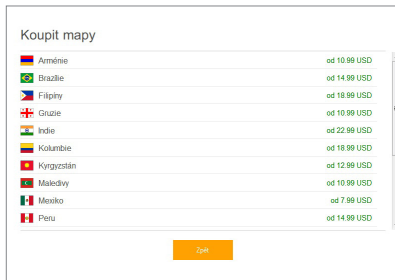 Koupit mapy
Arménie od 10.99 USD
Brazílie od 14.99 USD
Filipíny od 18.99 USD
Gruzie od 10.99 USD
Indie od 22.99 USD
Kolumbie od 18.99 USD
Kyrgyzstán od 12.99 USD
Maledivy od 10.99 USD
Mexiko od 7.99 USD
Peru od 14.99 USD
Zpět